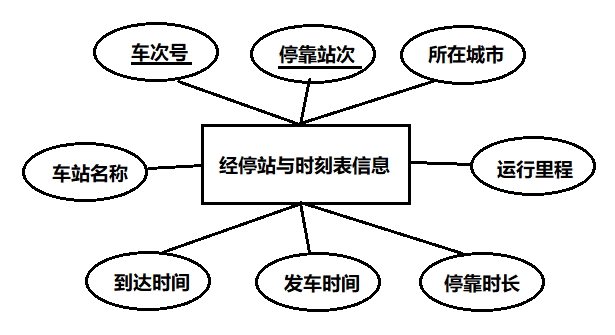 车次号
停靠站次
所在城市
车站名称
经停站与时刻表信息
运行里程
到达时间
发车时间
停靠时长